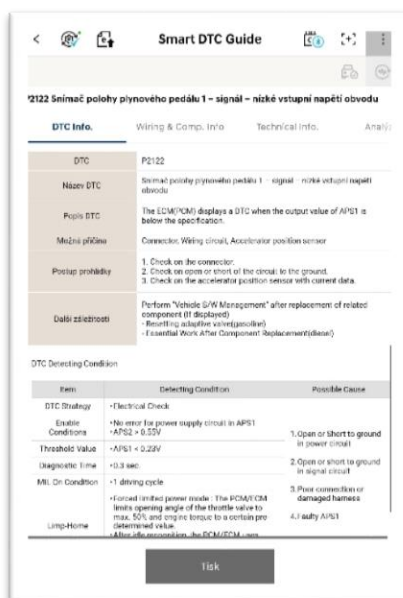 Smart DTC Guide
P2122 Snímač polohy plynového pedálu 1 – signál – nízké vstupní napětí obvodu
DTC Info.
Wiring & Comp. Info
Technical Info.
DTC
P2122
Název DTC
Snímač polohy plynového pedálu 1 – signál – nízké vstupní napětí
obvodu
Popis DTC
The ECM(PCM) displays a DTC when the output value of APS1 is
below the specification.
Možná příčina
Connector, Wiring circuit, Accelerator position sensor
Postup prohlídky
1. Check on the connector.
2. Check on open or short of the circuit to the ground.
3. Check on the accelerator position sensor with current data.
Další záležitosti
Perform "Vehicle S/W Management" after replacement of related
component (If displayed)
- Resetting adaptive valve(gasoline)
- Essential Work After Component Replacement(diesel)
DTC Detecting Condition
Item
Detecting Condition
Possible Cause
DTC Strategy
•Electrical Check
Enable
Conditions
•No error for power supply circuit in APS1
•APS2 > 0.55V
Threshold Value
•APS1 < 0.23V
Diagnostic Time
•0.3 sec
MIL On Condition
•1 driving cycle
Limp-Home
•Forced limited power mode : The PCM/ECM
limits opening angle of the throttle valve to
max. 50% and engine torque to a certain pre
determined value.
•After idle recognition, the PCM/ECM
1.Open or Short to ground
in power circuit
2.Open or short to ground
in signal circuit
3.Poor connection or
damaged harness
4.Faulty APS1
Tisk